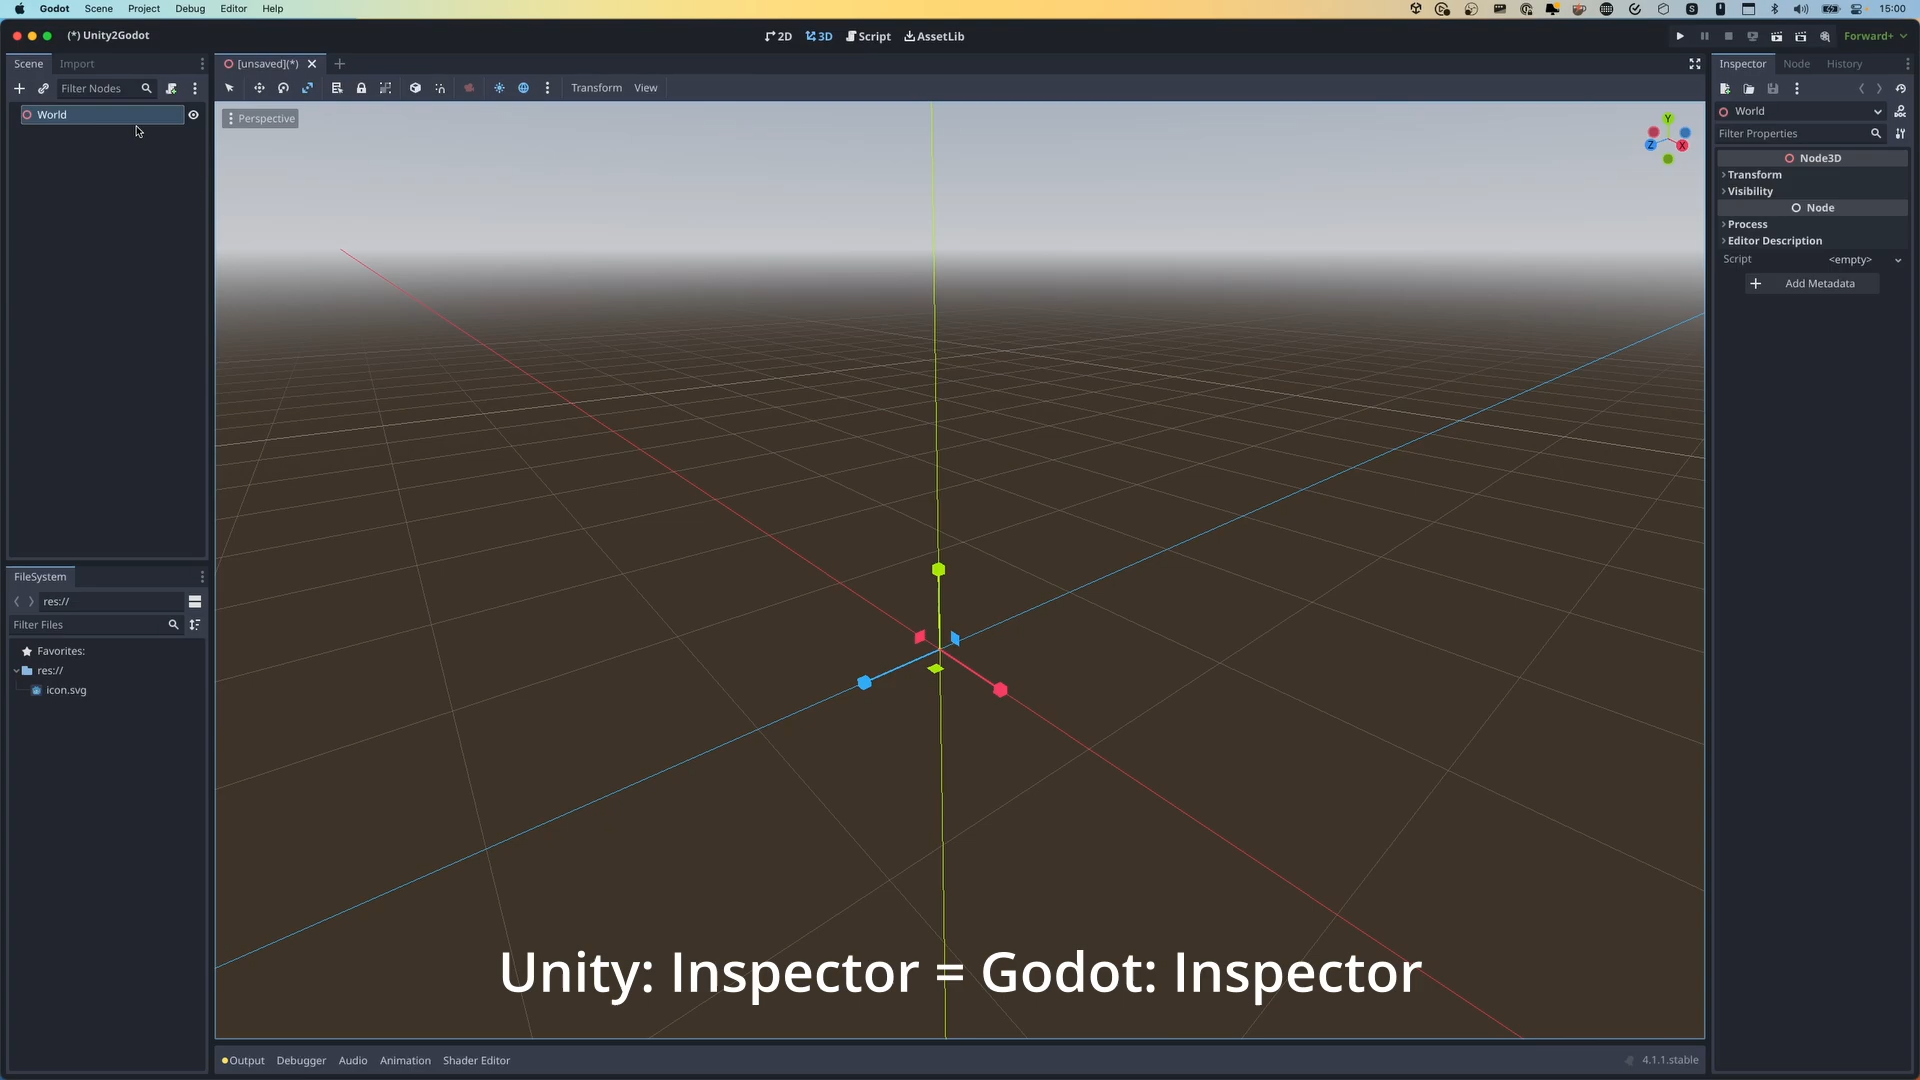 Godot Scene Project Debug Editor Help 15:00
(*) Unity2Godot 2D 3D Script AssetLib Forward+
Scene Import
[unsaved](*)
Inspector Node History
Filter Nodes
Transform View
World
Perspective
Y
Z X
World
Filter Properties
Node3D
Transform
Visibility
Node
Process
Editor Description
Script <empty>
Add Metadata
FileSystem
res://
Filter Files
Favorites:
res://
icon.svg
Unity: Inspector = Godot: Inspector
Output Debugger Audio Animation Shader Editor 4.1.1.stable